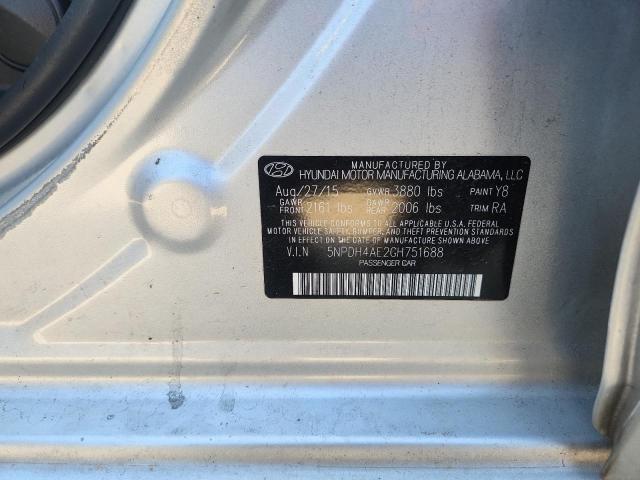 MANUFACTURED BY
HYUNDAI MOTOR MANUFACTURING ALABAMA, LLC
Aug/27/15 GVWR 3880 lbs PAINT Y8
GAWR FRONT 2161 lbs GAWR REAR 2006 lbs TRIM RA
THIS VEHICLE CONFORMS TO ALL APPLICABLE U.S.A. FEDERAL
MOTOR VEHICLE SAFETY, BUMPER, AND THEFT PREVENTION STANDARDS
IN EFFECT ON THE DATE OF MANUFACTURE SHOWN ABOVE.
V.I.N 5NPDH4AE2GH751688
PASSENGER CAR